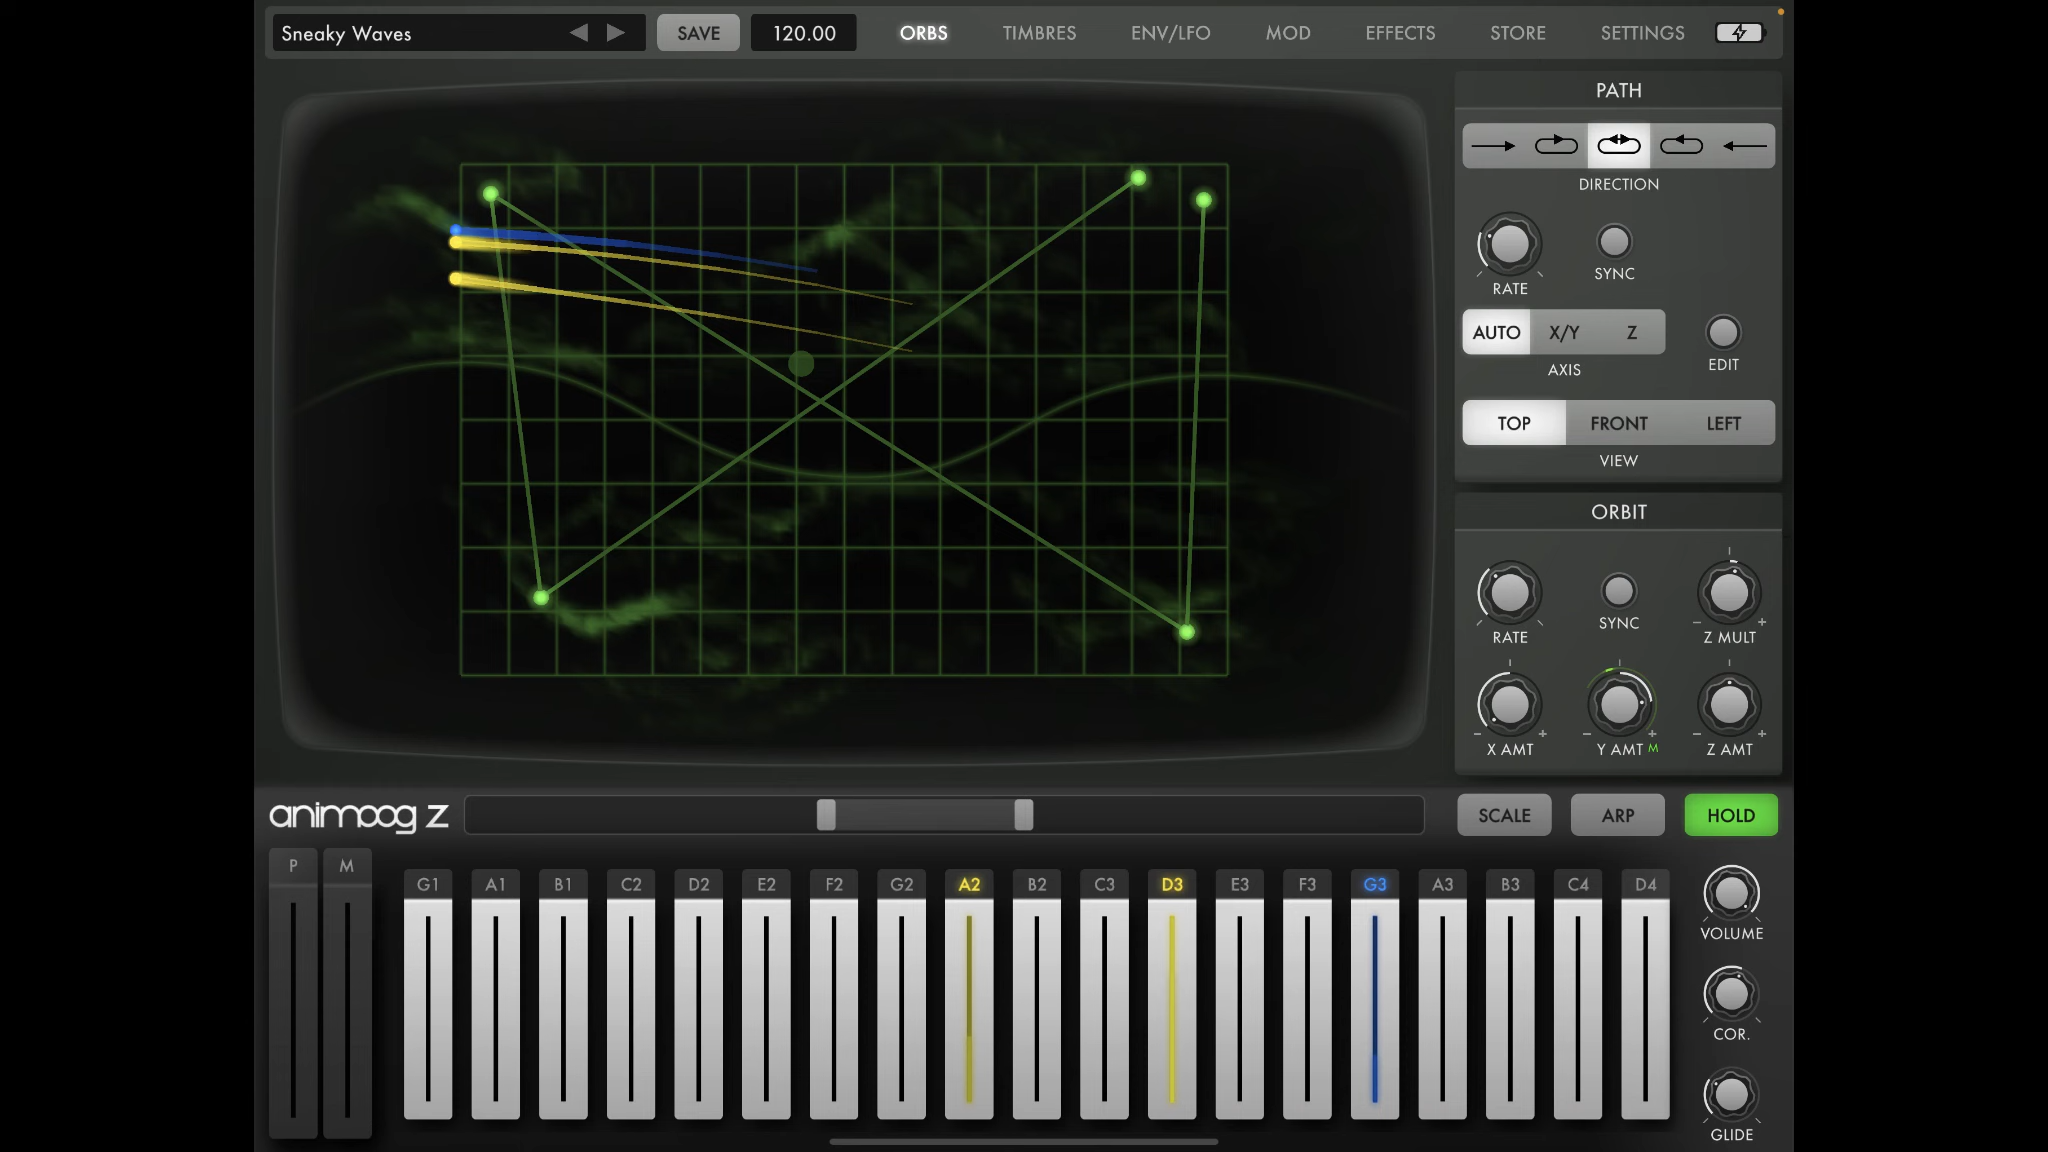 Sneaky Waves
SAVE
120.00
ORBS
TIMBRES
ENV/LFO
MOD
EFFECTS
STORE
SETTINGS
PATH
DIRECTION
RATE
SYNC
AUTO
X/Y
Z
AXIS
EDIT
TOP
FRONT
LEFT
VIEW
ORBIT
RATE
SYNC
Z MULT
X AMT
Y AMT M
Z AMT
animoog Z
SCALE
ARP
HOLD
P
M
G1
A1
B1
C2
D2
E2
F2
G2
A2
B2
C3
D3
E3
F3
G3
A3
B3
C4
D4
VOLUME
COR.
GLIDE